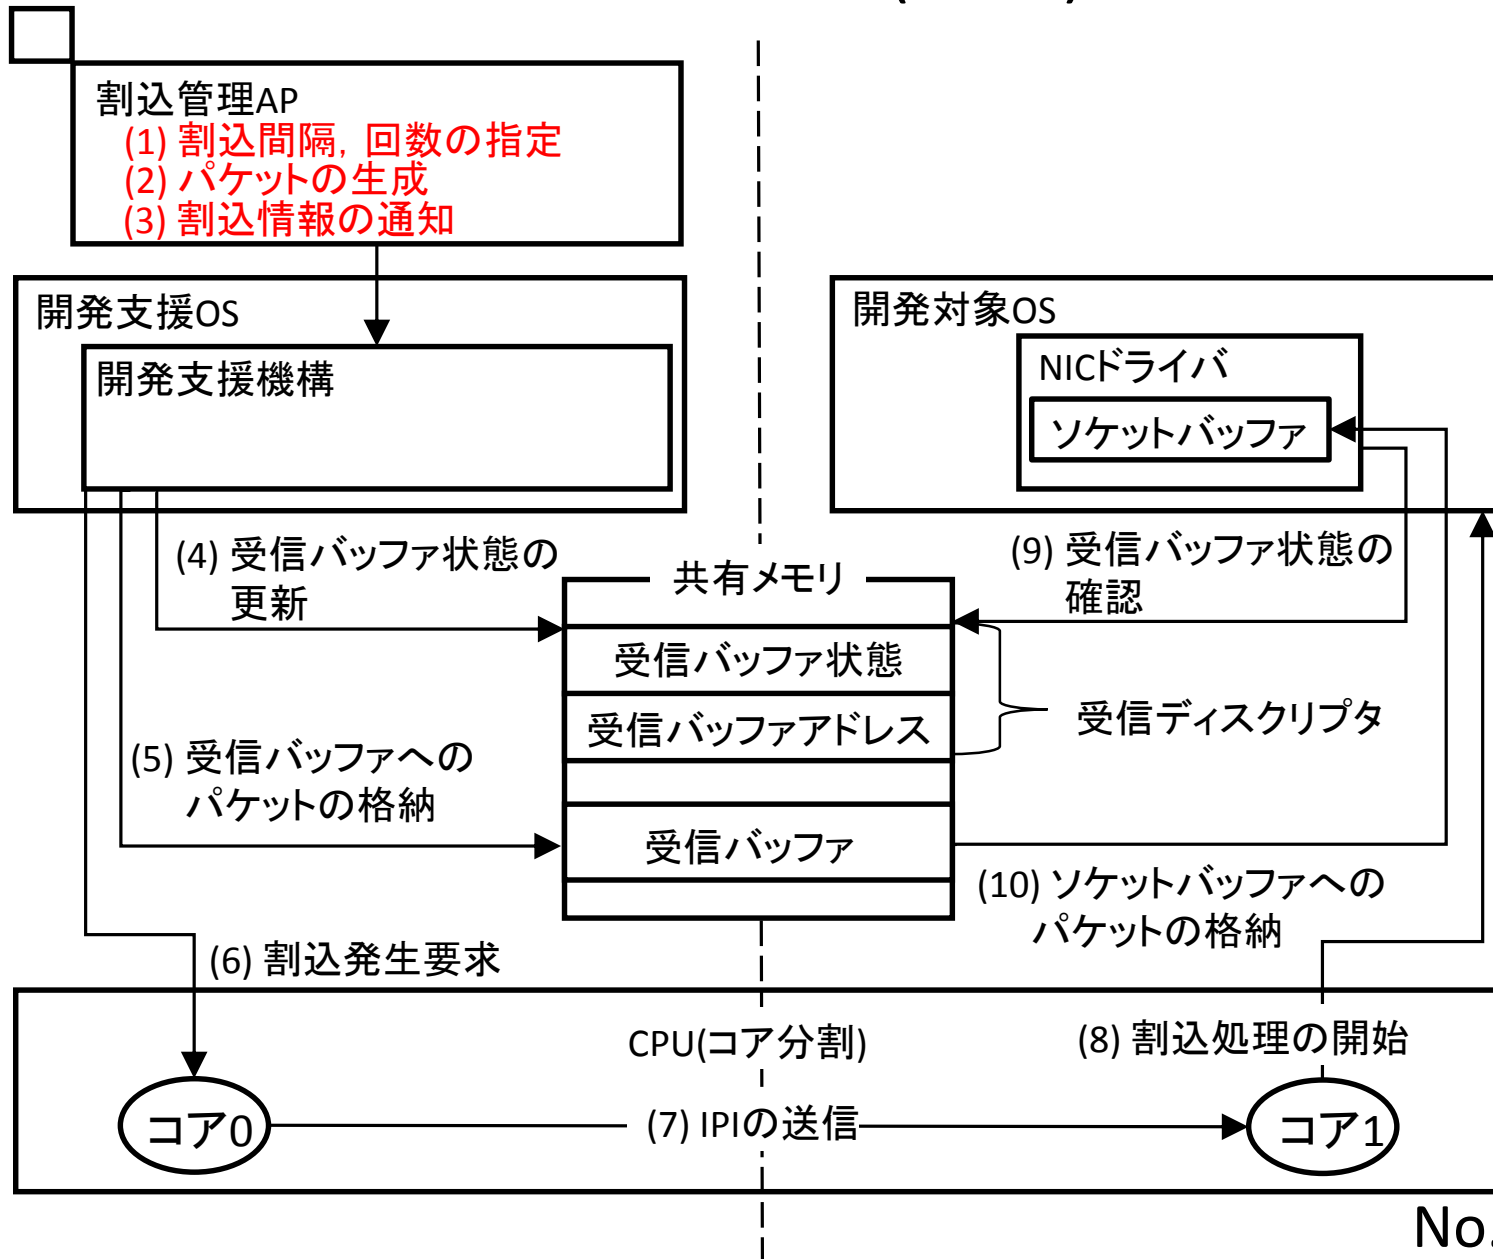 割込管理AP
(1) 割込間隔，回数の指定
(2) パケットの生成
(3) 割込情報の通知
開発支援OS
開発支援機構
開発対象OS
NICドライバ
ソケットバッファ
(4) 受信バッファ状態の
更新
(9) 受信バッファ状態の
確認
共有メモリ
受信バッファ状態
受信バッファアドレス
受信ディスクリプタ
(5) 受信バッファへの
パケットの格納
受信バッファ
(10) ソケットバッファへの
パケットの格納
(6) 割込発生要求
CPU(コア分割)
(8) 割込処理の開始
コア0
(7) IPIの送信
コア1
No.